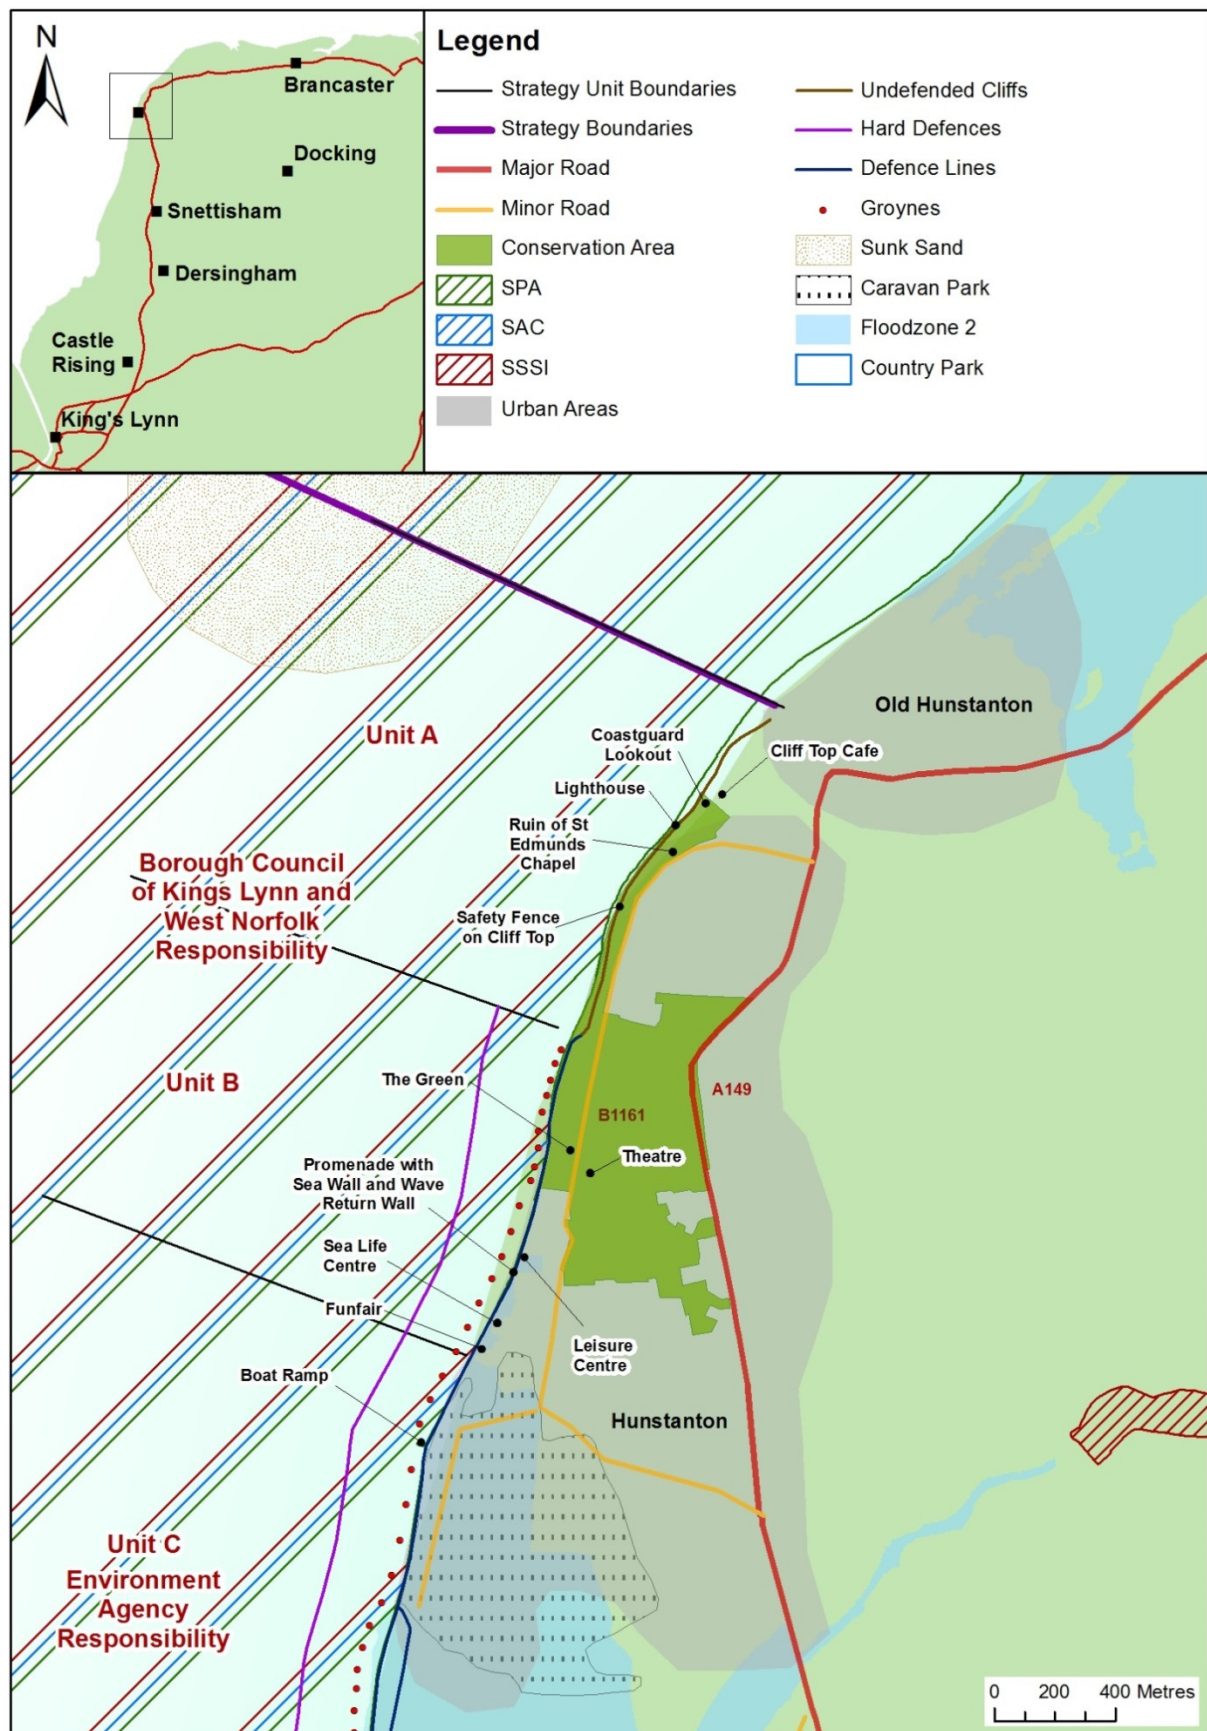 N
Brancaster
Docking
Snettisham
Dersingham
Castle
Rising
King's Lynn
Legend
Strategy Unit Boundaries
Strategy Boundaries
Major Road
Minor Road
Conservation Area
SPA
SAC
SSSI
Urban Areas
Undefended Cliffs
Hard Defences
Defence Lines
Groynes
Sunk Sand
Caravan Park
Floodzone 2
Country Park
Old Hunstanton
Unit A
Coastguard
Lookout
Cliff Top Cafe
Lighthouse
Ruin of St
Edmunds
Chapel
Borough Council
of Kings Lynn and
West Norfolk
Responsibility
Safety Fence
on Cliff Top
Unit B
The Green
B1161
A149
Theatre
Promenade with
Sea Wall and Wave
Return Wall
Sea Life
Centre
Funfair
Leisure
Centre
Boat Ramp
Hunstanton
Unit C
Environment
Agency
Responsibility
0 200 400 Metres